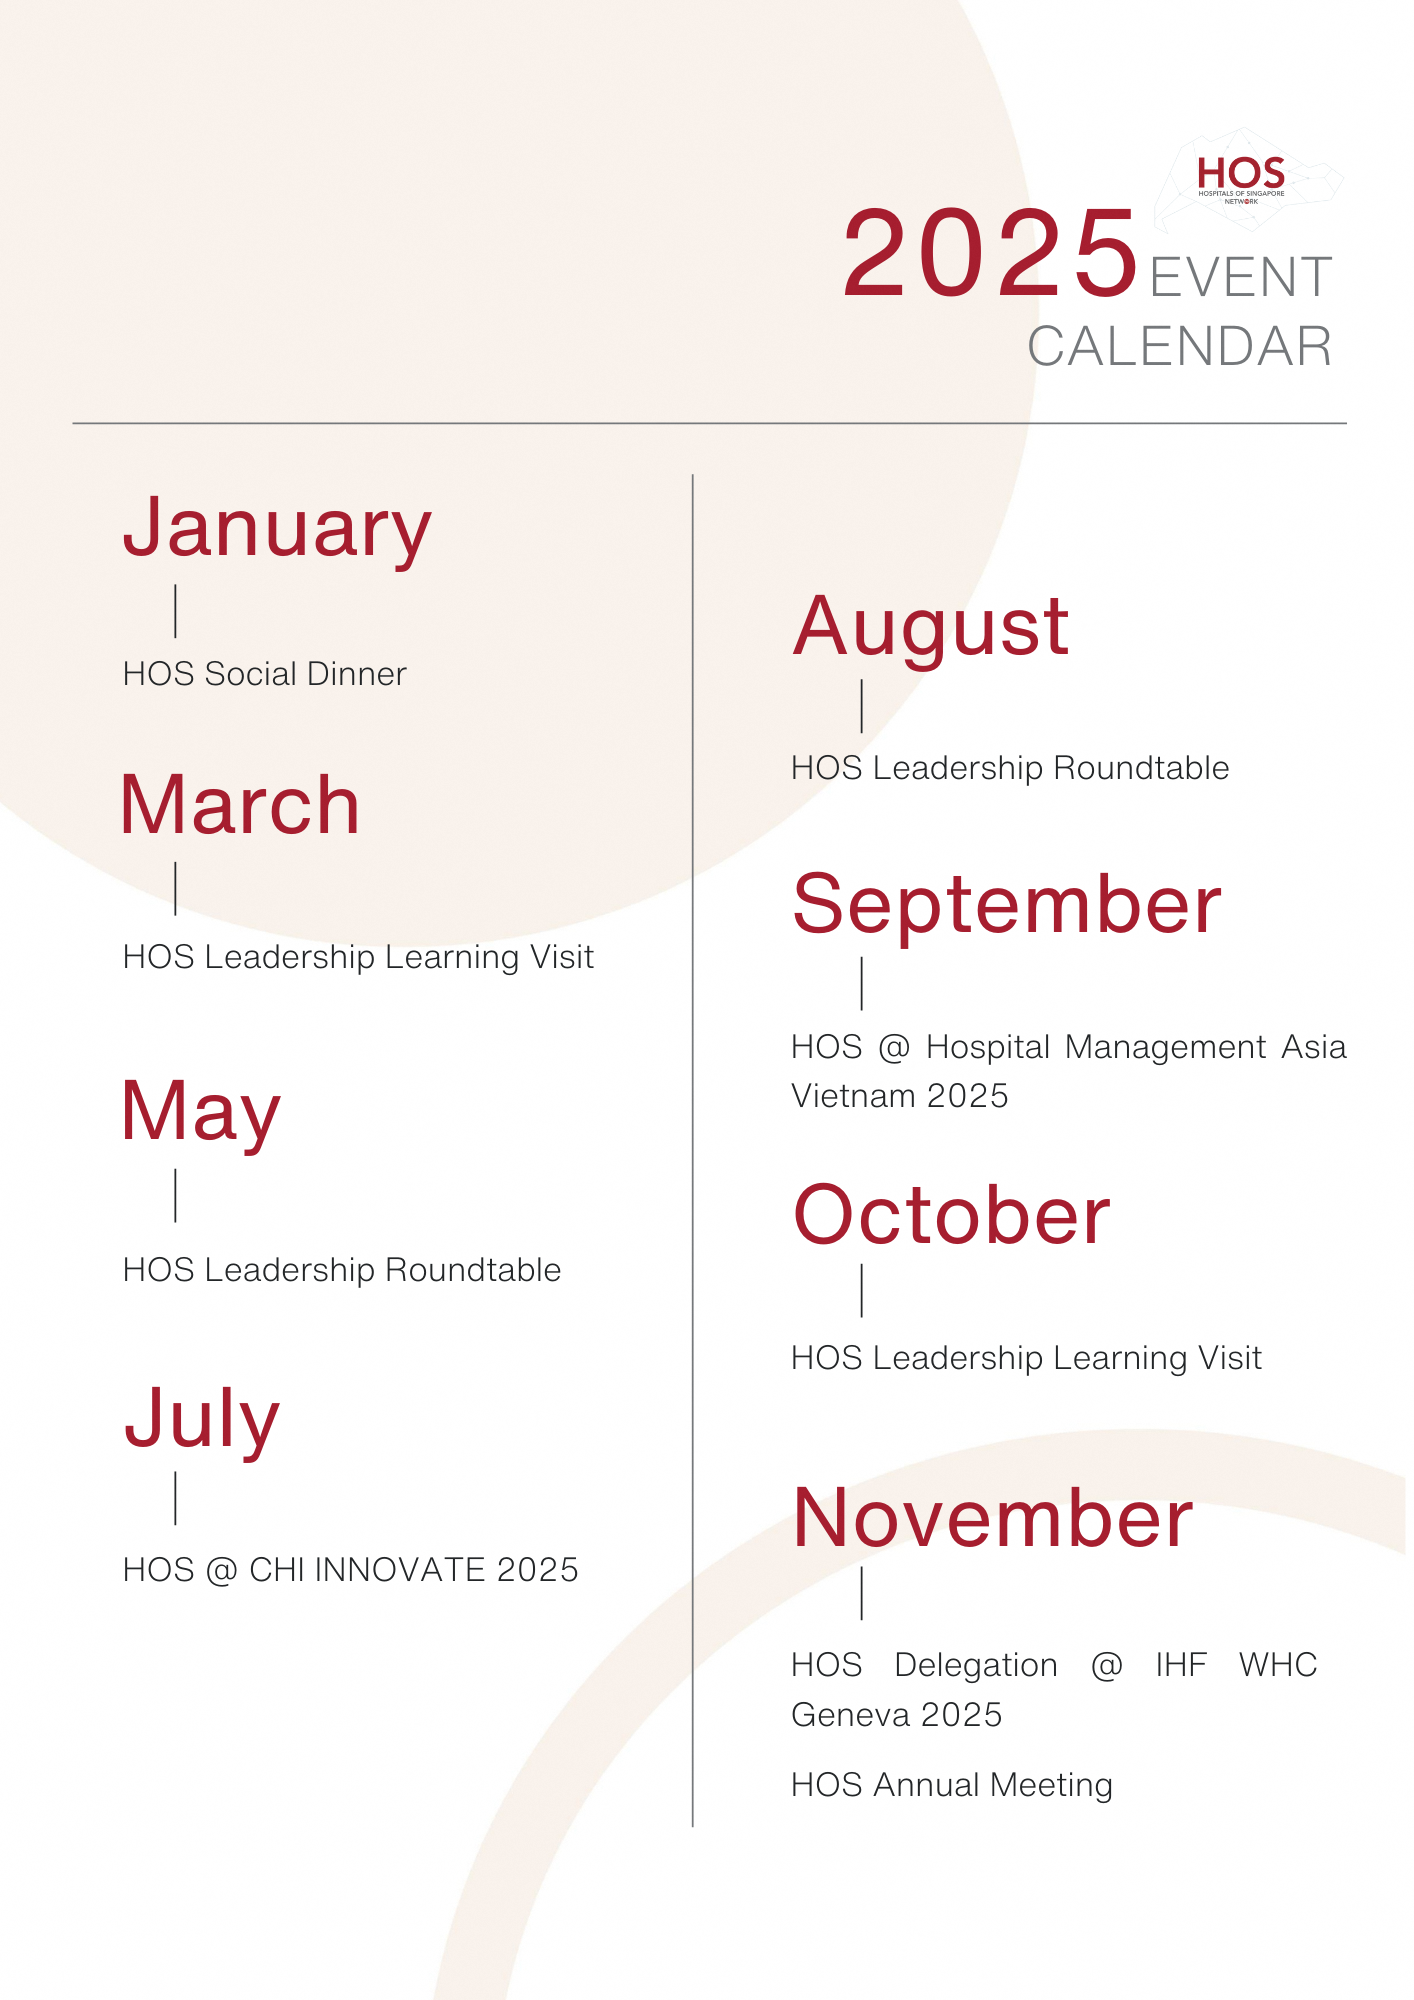 HOS
HOSPITALS OF SINGAPORE
NETWORK
2025 EVENT
CALENDAR
January
HOS Social Dinner
March
HOS Leadership Learning Visit
May
HOS Leadership Roundtable
July
HOS @ CHI INNOVATE 2025
August
HOS Leadership Roundtable
September
HOS @ Hospital Management Asia
Vietnam 2025
October
HOS Leadership Learning Visit
November
HOS Delegation @ IHF WHC
Geneva 2025
HOS Annual Meeting